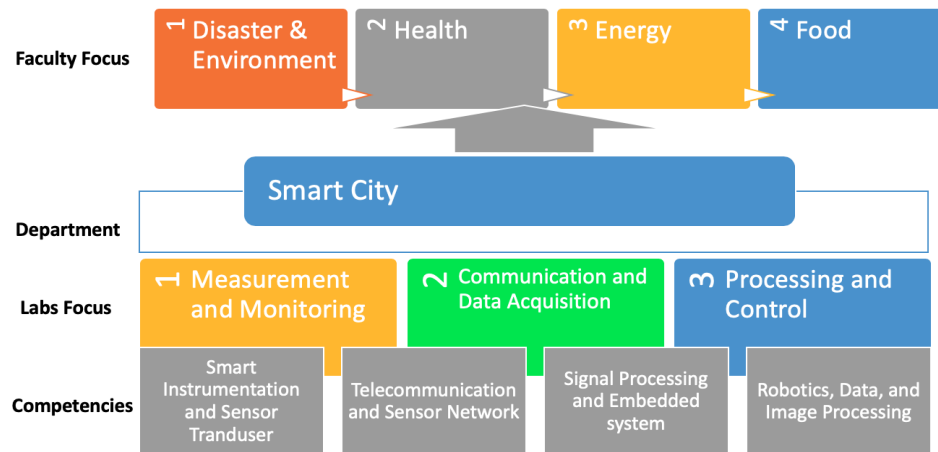 Faculty Focus
1
Disaster &
Environment
2
Health
3
Energy
4
Food
Smart City
Department
Labs Focus
1
Measurement
and Monitoring
2
Communication and
Data Acquisition
3
Processing and
Control
Competencies
Smart
Instrumentation
and Sensor
Tranduser
Telecommunication
and Sensor Network
Signal Processing
and Embedded
system
Robotics, Data, and
Image Processing